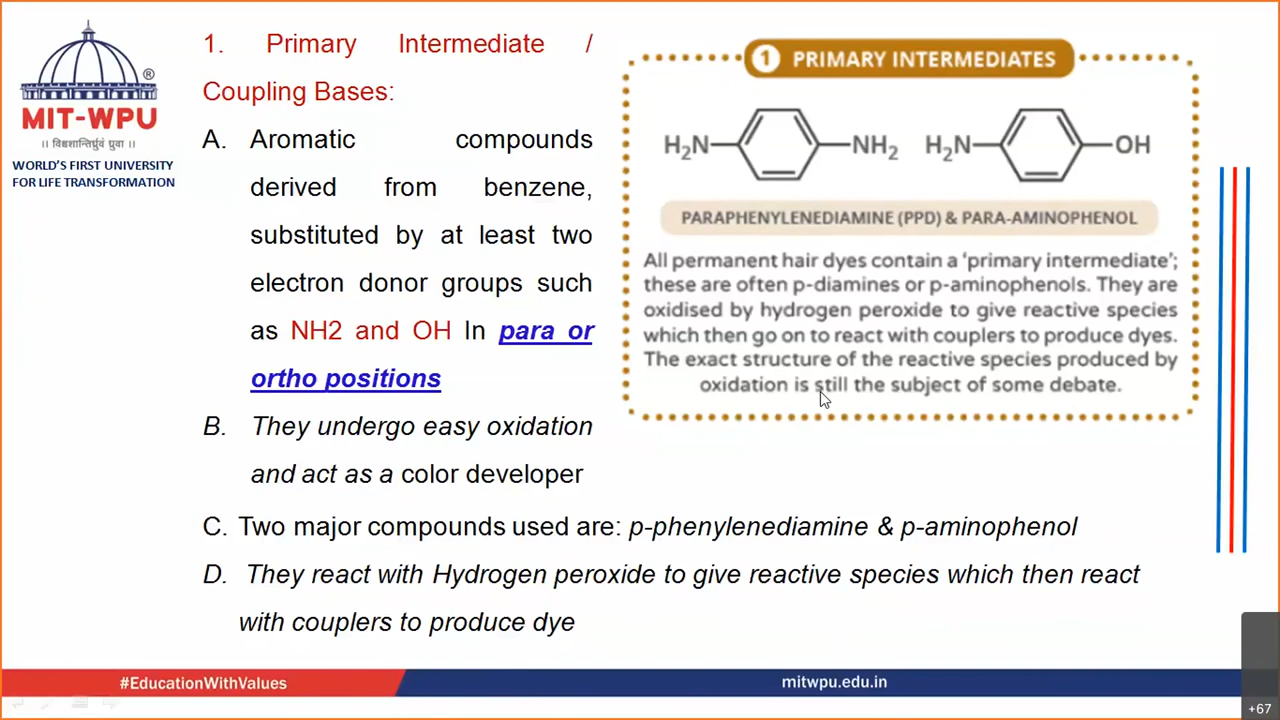 ®
MIT-WPU
॥ विश्वशान्तिर्ध्रुवं ध्रुवा ॥
WORLD'S FIRST UNIVERSITY
FOR LIFE TRANSFORMATION
1. Primary Intermediate /
Coupling Bases:
A. Aromatic compounds
derived from benzene,
substituted by at least two
electron donor groups such
as NH2 and OH In para or
ortho positions
B. They undergo easy oxidation
and act as a color developer
C. Two major compounds used are: p-phenylenediamine & p-aminophenol
D. They react with Hydrogen peroxide to give reactive species which then react
with couplers to produce dye
1 PRIMARY INTERMEDIATES
H₂N NH₂ H₂N OH
PARAPHENYLENEDIAMINE (PPD) & PARA-AMINOPHENOL
All permanent hair dyes contain a 'primary intermediate';
these are often p-diamines or p-aminophenols. They are
oxidised by hydrogen peroxide to give reactive species
which then go on to react with couplers to produce dyes.
The exact structure of the reactive species produced by
oxidation is still the subject of some debate.
#EducationWithValues
mitwpu.edu.in
+67